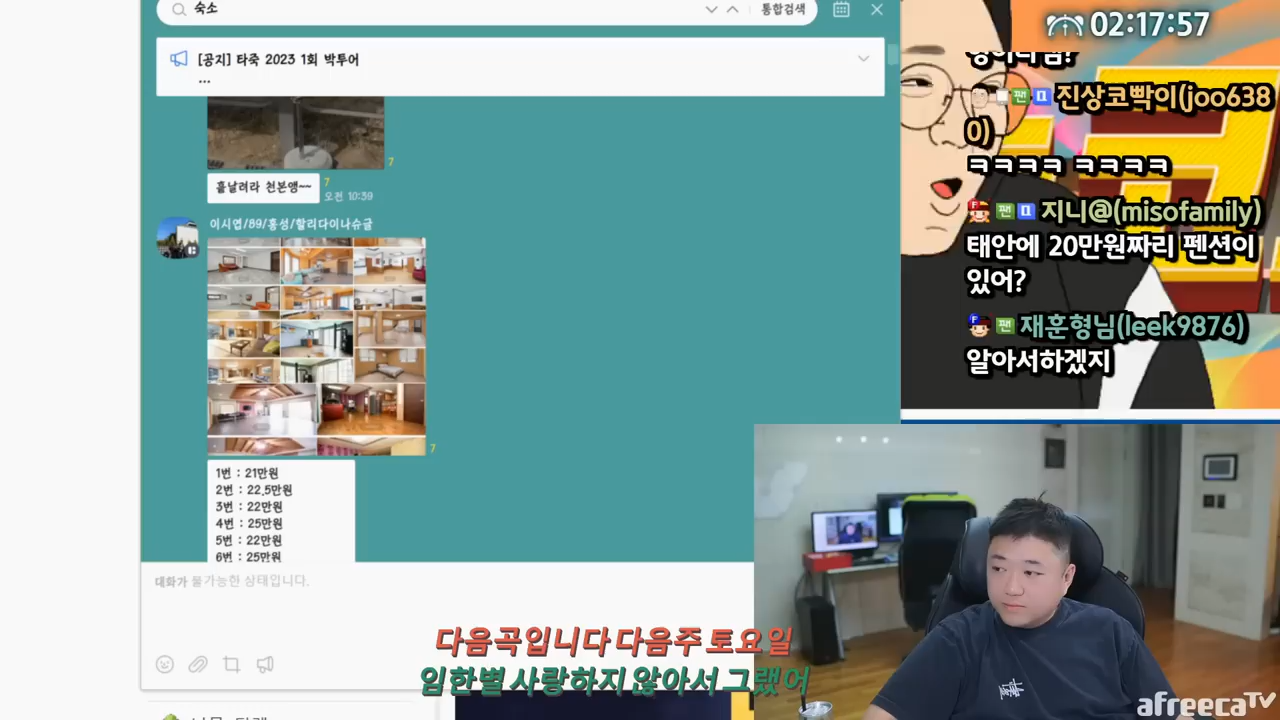 숙소
통합검색
[공지] 타죽 2023 1회 박투어
...
7
흩날려라 천본앵~~
7
오전 10:39
이시엽/89/홍성/할리다이나슈글
7
1번 : 21만원
2번 : 22.5만원
3번 : 22만원
4번 : 25만원
5번 : 22만원
6번 : 25만원
대화가 불가능한 상태입니다.
02:17:57
진상코빡이(joo638
0)
ㅋㅋㅋㅋ ㅋㅋㅋㅋ
지니@(misofamily)
태안에 20만원짜리 펜션이
있어?
재훈형님(leek9876)
알아서하겠지
다음곡입니다 다음주 토요일
임한별 사랑하지 않아서 그랬어
afreecaTV